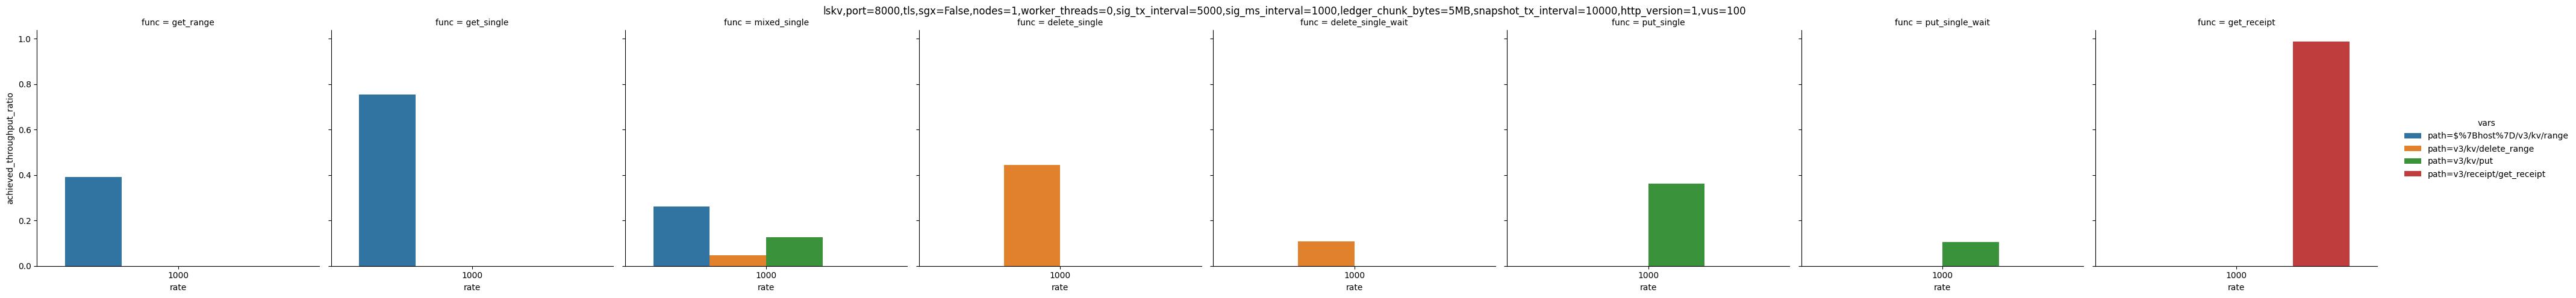 lskv,port=8000,tls,sgx=False,nodes=1,worker_threads=0,sig_tx_interval=5000,sig_ms_interval=1000,ledger_chunk_bytes=5MB,snapshot_tx_interval=10000,http_version=1,vus=100
func = get_range
func = get_single
func = mixed_single
func = delete_single
func = delete_single_wait
func = put_single
func = put_single_wait
func = get_receipt
achieved_throughput_ratio
1.0
0.8
0.6
0.4
0.2
0.0
1000
1000
1000
1000
1000
1000
1000
1000
rate
rate
rate
rate
rate
rate
rate
rate
vars
path=$%7Bhost%7D/v3/kv/range
path=v3/kv/delete_range
path=v3/kv/put
path=v3/receipt/get_receipt